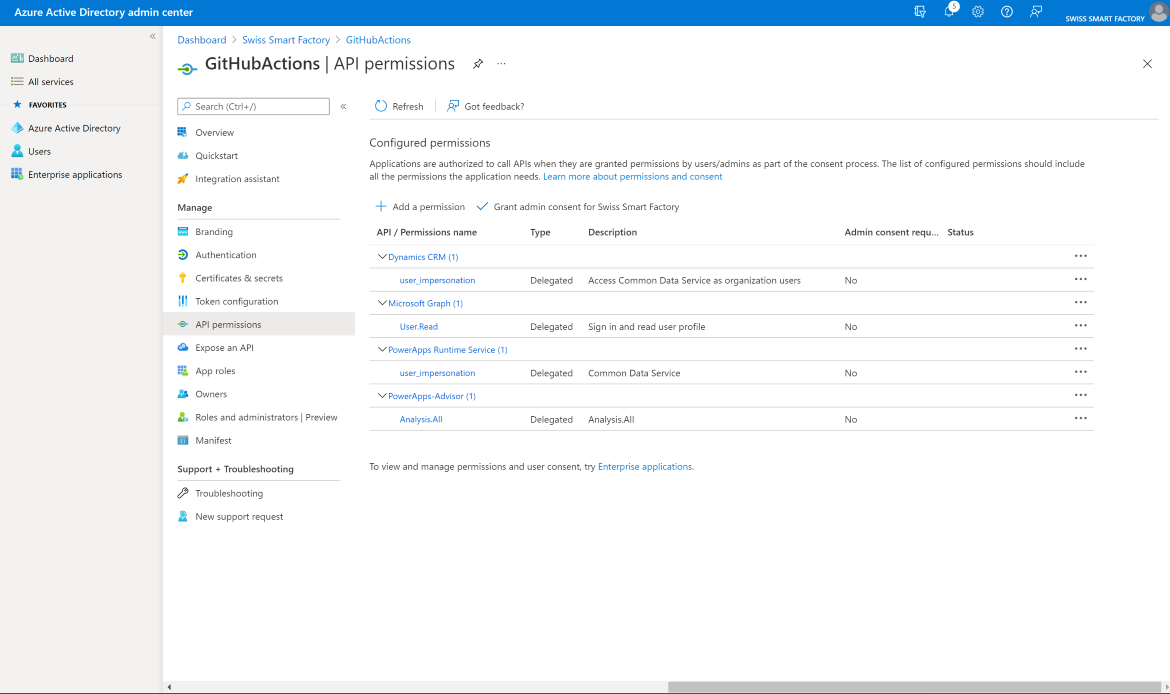 Azure Active Directory admin center
5
SWISS SMART FACTORY
«
Dashboard
All services
FAVORITES
Azure Active Directory
Users
Enterprise applications
Dashboard > Swiss Smart Factory > GitHubActions
GitHubActions | API permissions
...
Search (Ctrl+/)
«
Overview
Quickstart
Integration assistant
Manage
Branding
Authentication
Certificates & secrets
Token configuration
API permissions
Expose an API
App roles
Owners
Roles and administrators | Preview
Manifest
Support + Troubleshooting
Troubleshooting
New support request
Refresh | Got feedback?
Configured permissions
Applications are authorized to call APIs when they are granted permissions by users/admins as part of the consent process. The list of configured permissions should include
all the permissions the application needs. Learn more about permissions and consent
Add a permission Grant admin consent for Swiss Smart Factory
API / Permissions name Type Description Admin consent requ... Status
Dynamics CRM (1) ...
user_impersonation Delegated Access Common Data Service as organization users No ...
Microsoft Graph (1) ...
User.Read Delegated Sign in and read user profile No ...
PowerApps Runtime Service (1) ...
user_impersonation Delegated Common Data Service No ...
PowerApps-Advisor (1) ...
Analysis.All Delegated Analysis.All No ...
To view and manage permissions and user consent, try Enterprise applications.